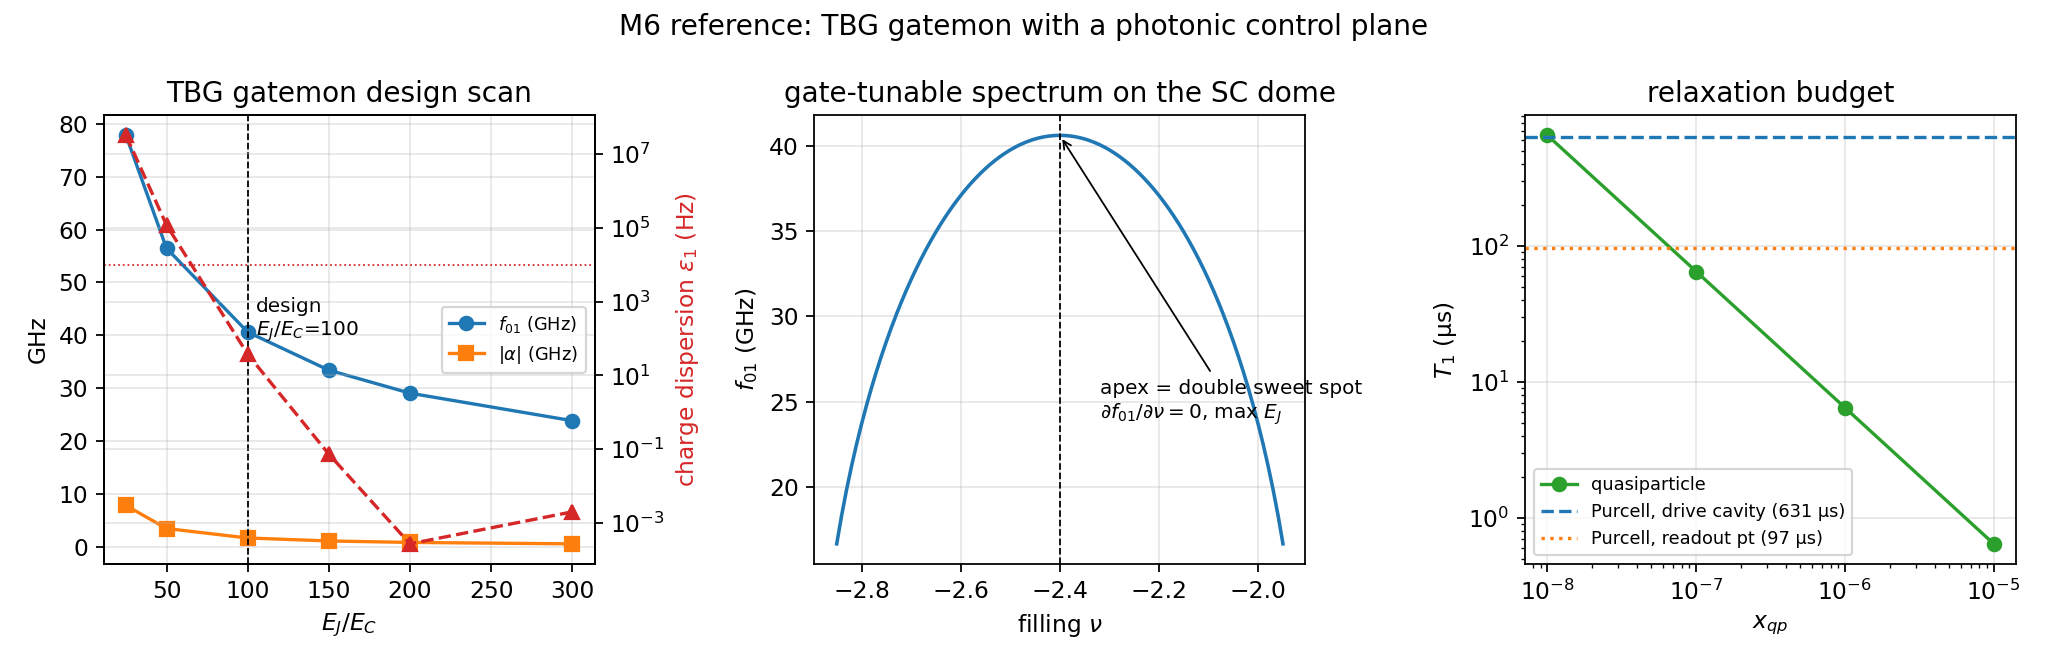 M6 reference: TBG gatemon with a photonic control plane
TBG gatemon design scan
80
70
60
50
40
30
20
10
0
GHz
50
100
150
200
250
300
E_J/E_C
10^7
10^5
10^3
10^1
10^−1
10^−3
charge dispersion ε_1 (Hz)
design
E_J/E_C=100
f_01 (GHz)
|α| (GHz)
gate-tunable spectrum on the SC dome
40
35
30
25
20
f_01 (GHz)
−2.8
−2.6
−2.4
−2.2
−2.0
filling ν
apex = double sweet spot
∂f_01/∂ν = 0, max E_J
relaxation budget
10^2
10^1
10^0
T_1 (µs)
10^−8
10^−7
10^−6
10^−5
x_qp
quasiparticle
Purcell, drive cavity (631 µs)
Purcell, readout pt (97 µs)